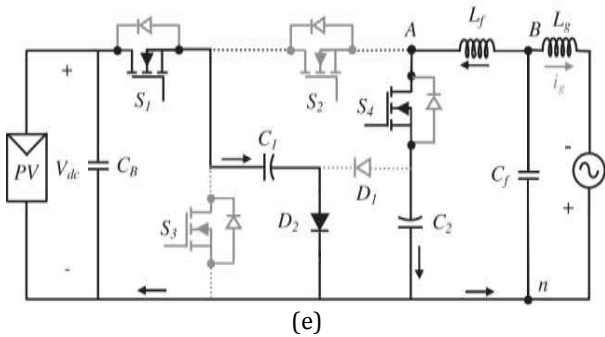 A
L_f
B
L_g
+
S_1
S_2
S_4
i_g
-
PV
V_dc
C_B
C_1
D_1
C_f
+
S_3
D_2
C_2
-
n
(e)